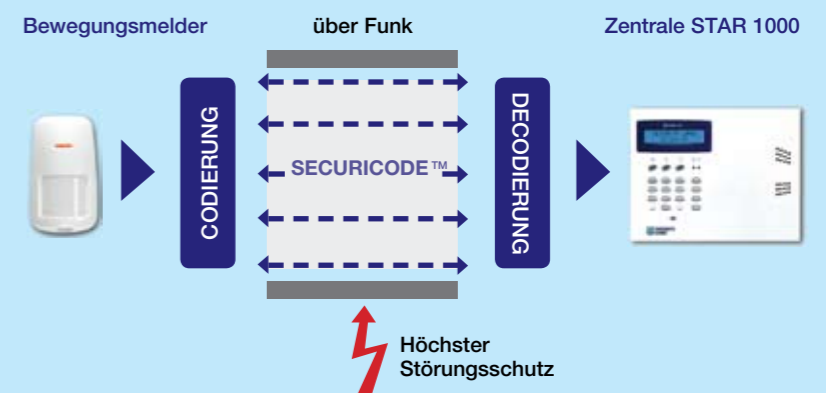 Bewegungsmelder
über Funk
Zentrale STAR 1000
CODIERUNG
SECURICODE™
DECODIERUNG
Höchster
Störungsschutz